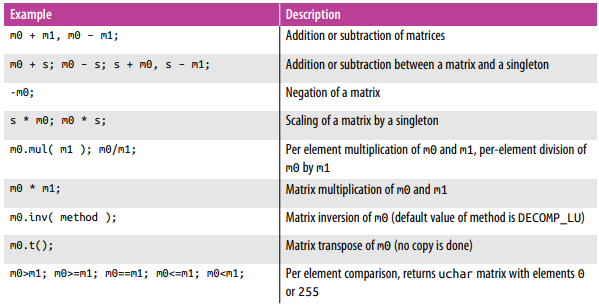 Example Description
m0 + m1, m0 - m1; Addition or subtraction of matrices
m0 + s; m0 - s; s + m0, s - m1; Addition or subtraction between a matrix and a singleton
-m0; Negation of a matrix
s * m0; m0 * s; Scaling of a matrix by a singleton
m0.mul( m1 ); m0/m1; Per element multiplication of m0 and m1, per-element division of
m0 by m1
m0 * m1; Matrix multiplication of m0 and m1
m0.inv( method ); Matrix inversion of m0 (default value of method is DECOMP_LU)
m0.t(); Matrix transpose of m0 (no copy is done)
m0>m1; m0>=m1; m0==m1; m0<=m1; m0<m1; Per element comparison, returns uchar matrix with elements 0
or 255